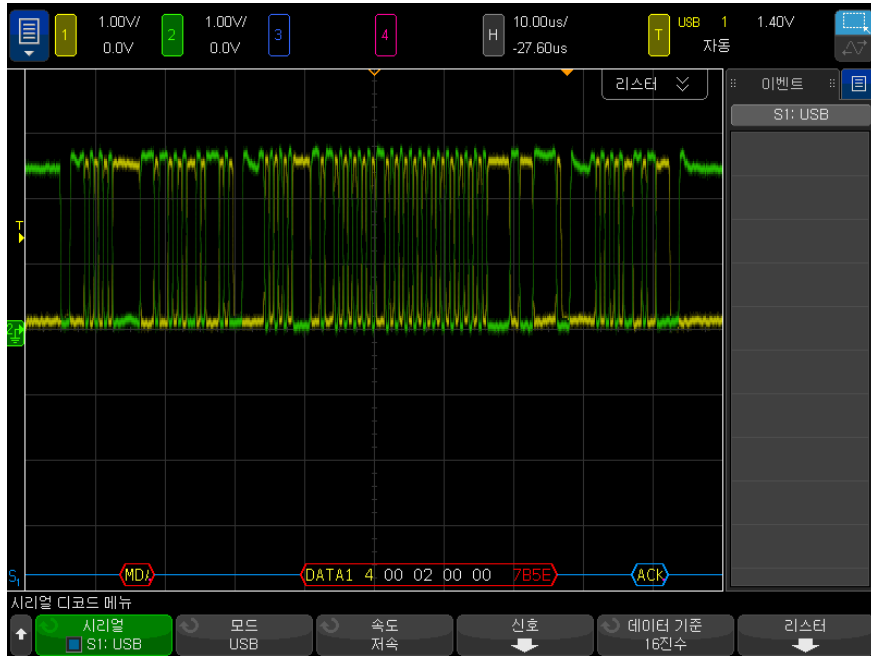 1 1.00V/ 0.0V
2 1.00V/ 0.0V
3
4
H 10.00us/ -27.60us
T USB 1 1.40V 자동
리스터
이벤트
S1: USB
T
2
DATA1 4 00 02 00 00 7B5E
ACK
S1
시리얼 디코드 메뉴
시리얼
S1: USB
모드
USB
속도
저속
신호
데이터 기준
16진수
리스터